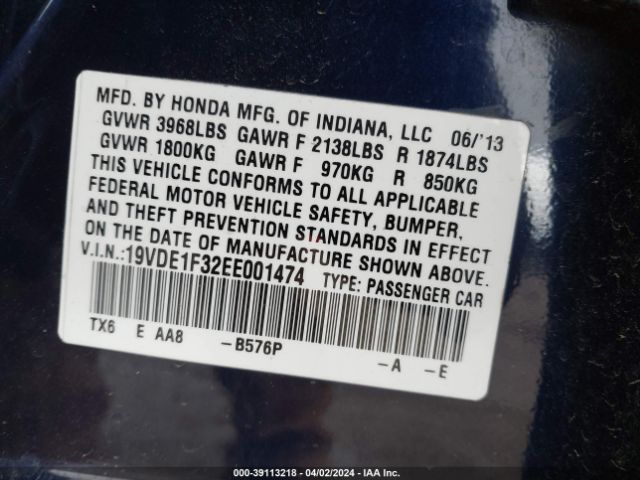 MFD. BY HONDA MFG. OF INDIANA, LLC 06/'13
GVWR 3968LBS GAWR F 2138LBS R 1874LBS
GVWR 1800KG GAWR F 970KG R 850KG
THIS VEHICLE CONFORMS TO ALL APPLICABLE
FEDERAL MOTOR VEHICLE SAFETY, BUMPER,
AND THEFT PREVENTION STANDARDS IN EFFECT
ON THE DATE OF MANUFACTURE SHOWN ABOVE.
V.I.N.:19VDE1F32EE001474 TYPE: PASSENGER CAR
TX6 E AA8 -B576P -A -E
000-39113218 - 04/02/2024 - IAA Inc.